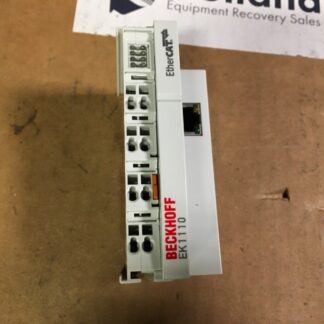 Equipment Recovery Sales
EtherCAT
BECKHOFF
EK1110